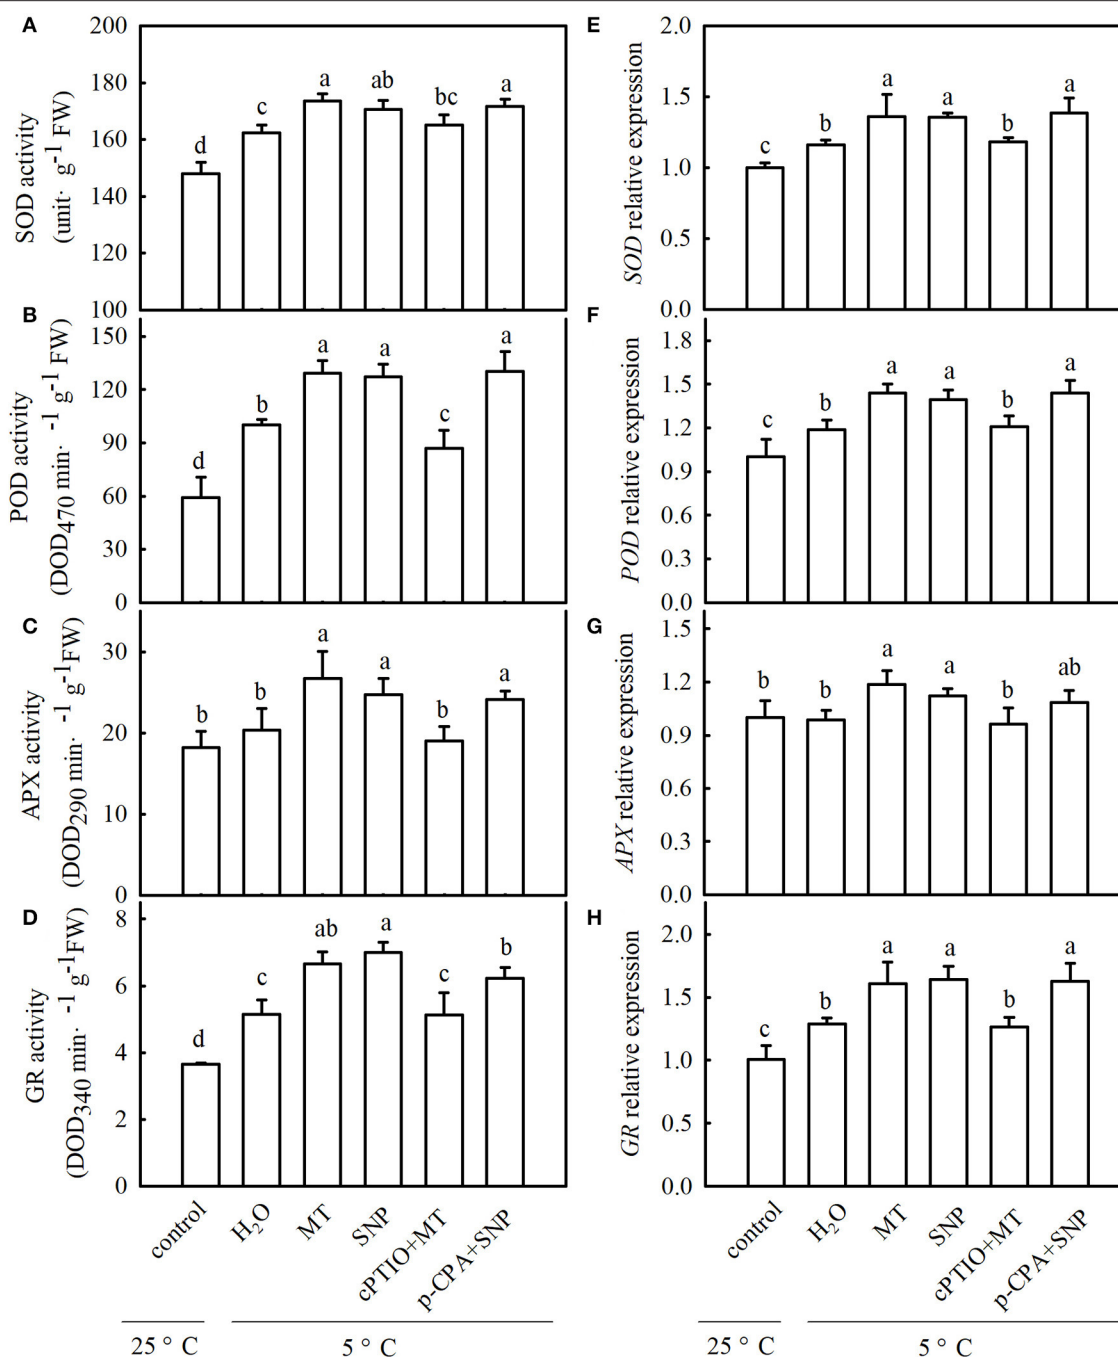 A
200
180
160
140
120
100
SOD activity
(unit· g-1 FW)
d
c
a
ab
bc
a
E
2.0
1.5
1.0
0.5
0.0
SOD relative expression
c
b
a
a
b
a
B
150
120
90
60
30
0
POD activity
(DOD470 min· -1 g-1 FW)
d
b
a
a
c
a
F
1.8
1.5
1.2
0.9
0.6
0.3
0.0
POD relative expression
c
b
a
a
b
a
C
30
20
10
0
APX activity
(DOD290 min· -1 g-1FW)
b
b
a
a
b
a
G
1.5
1.2
0.9
0.6
0.3
0.0
APX relative expression
b
b
a
a
b
ab
D
8
6
4
2
0
GR activity
(DOD340 min· -1 g-1FW)
d
c
ab
a
c
b
H
2.0
1.5
1.0
0.5
0.0
GR relative expression
c
b
a
a
b
a
control
H2O
MT
SNP
cPTIO+MT
p-CPA+SNP
control
H2O
MT
SNP
cPTIO+MT
p-CPA+SNP
25 ° C
5 ° C
25 ° C
5 ° C